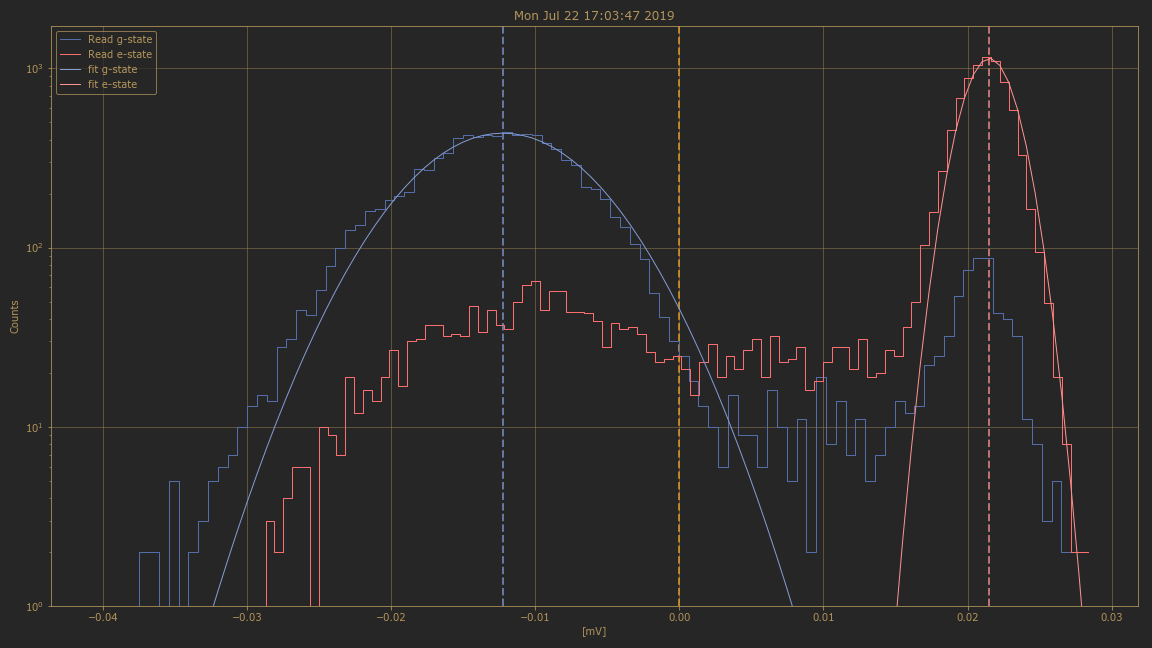 Mon Jul 22 17:03:47 2019
Read g-state
Read e-state
fit g-state
fit e-state
10³
10²
10¹
10⁰
Counts
−0.04 −0.03 −0.02 −0.01 0.00 0.01 0.02 0.03
[mV]